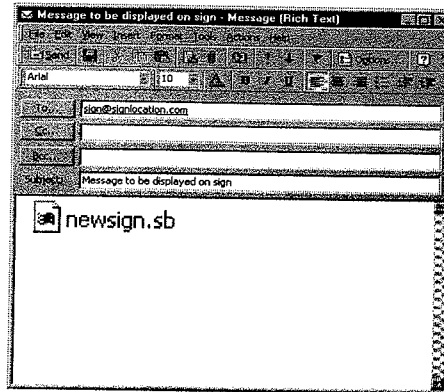 Message to be displayed on sign - Message (Rich Text)
File Edit View Insert Format Tools Actions Help
Send Options
Arial 10 A B I U
To... sign@signlocation.com
Cc...
Bcc...
Subject: Message to be displayed on sign
newsign.sb